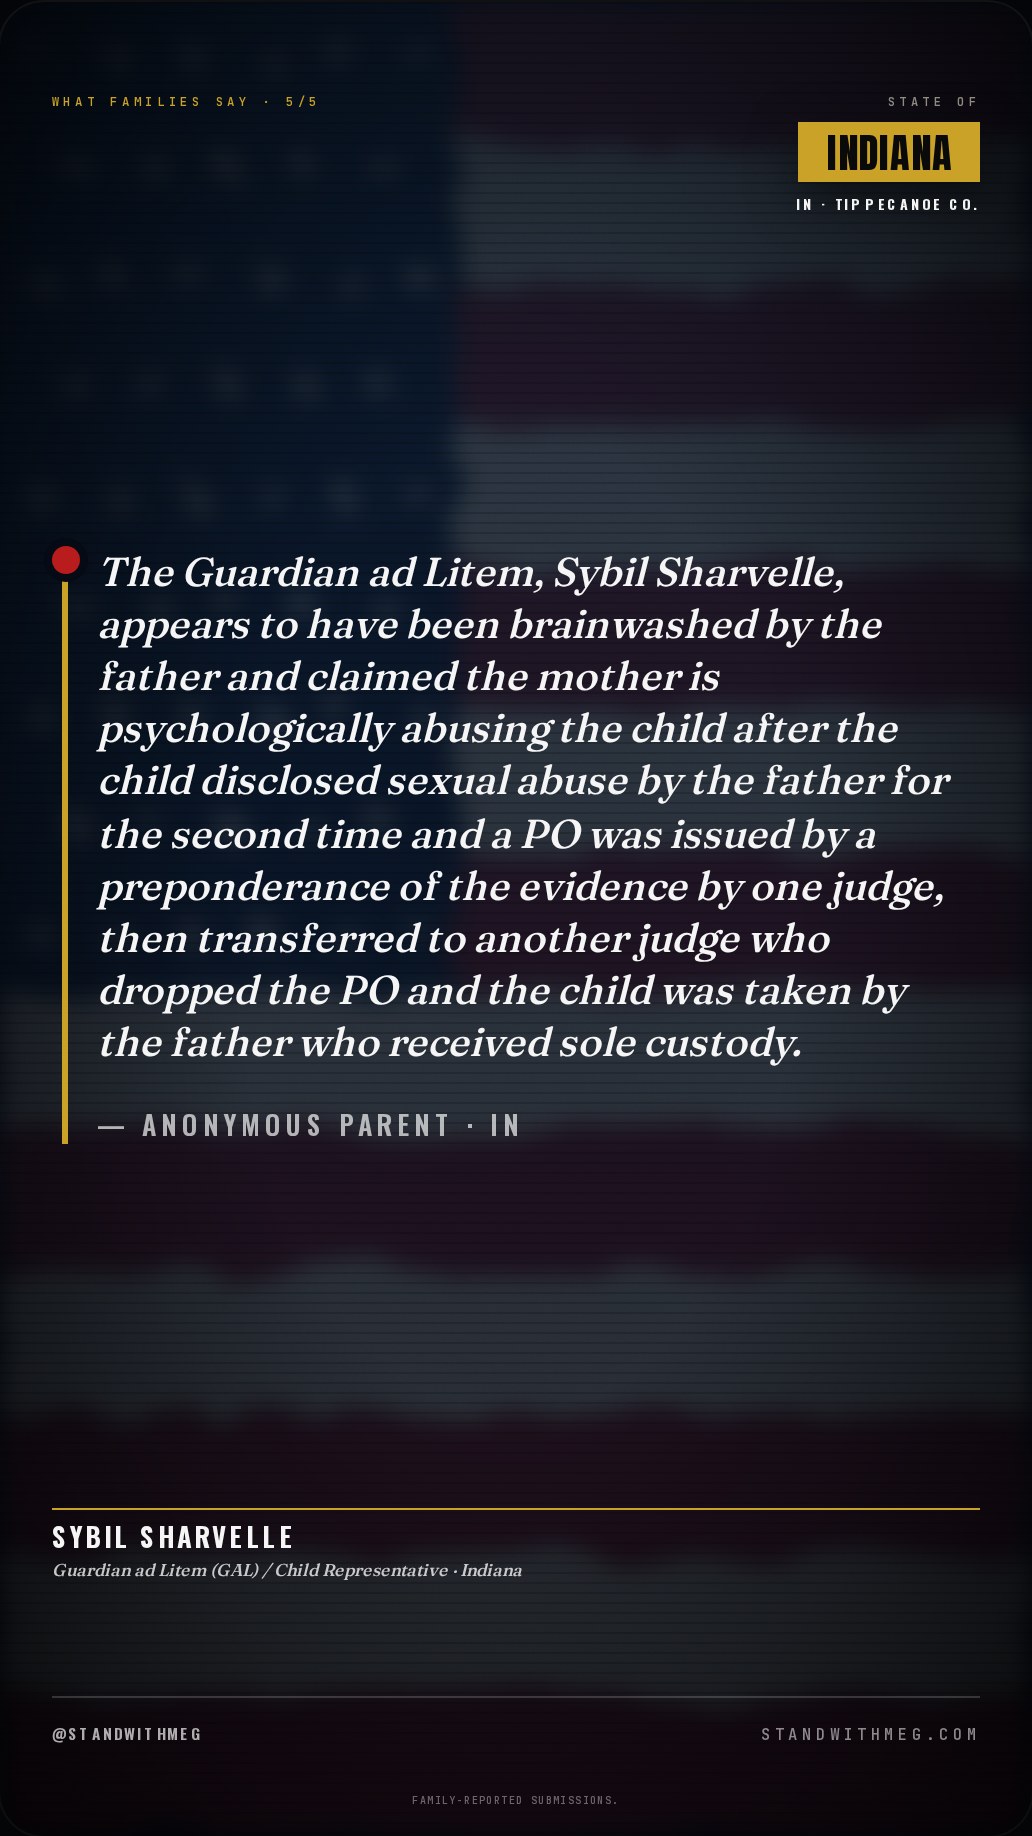 WHAT FAMILIES SAY · 5/5
STATE OF
INDIANA
IN · TIPPECANOE CO.
The Guardian ad Litem, Sybil Sharvelle,
appears to have been brainwashed by the
father and claimed the mother is
psychologically abusing the child after the
child disclosed sexual abuse by the father for
the second time and a PO was issued by a
preponderance of the evidence by one judge,
then transferred to another judge who
dropped the PO and the child was taken by
the father who received sole custody.
— ANONYMOUS PARENT · IN
SYBIL SHARVELLE
Guardian ad Litem (GAL) / Child Representative · Indiana
@STANDWITHMEG
STANDWITHMEG.COM
FAMILY-REPORTED SUBMISSIONS.